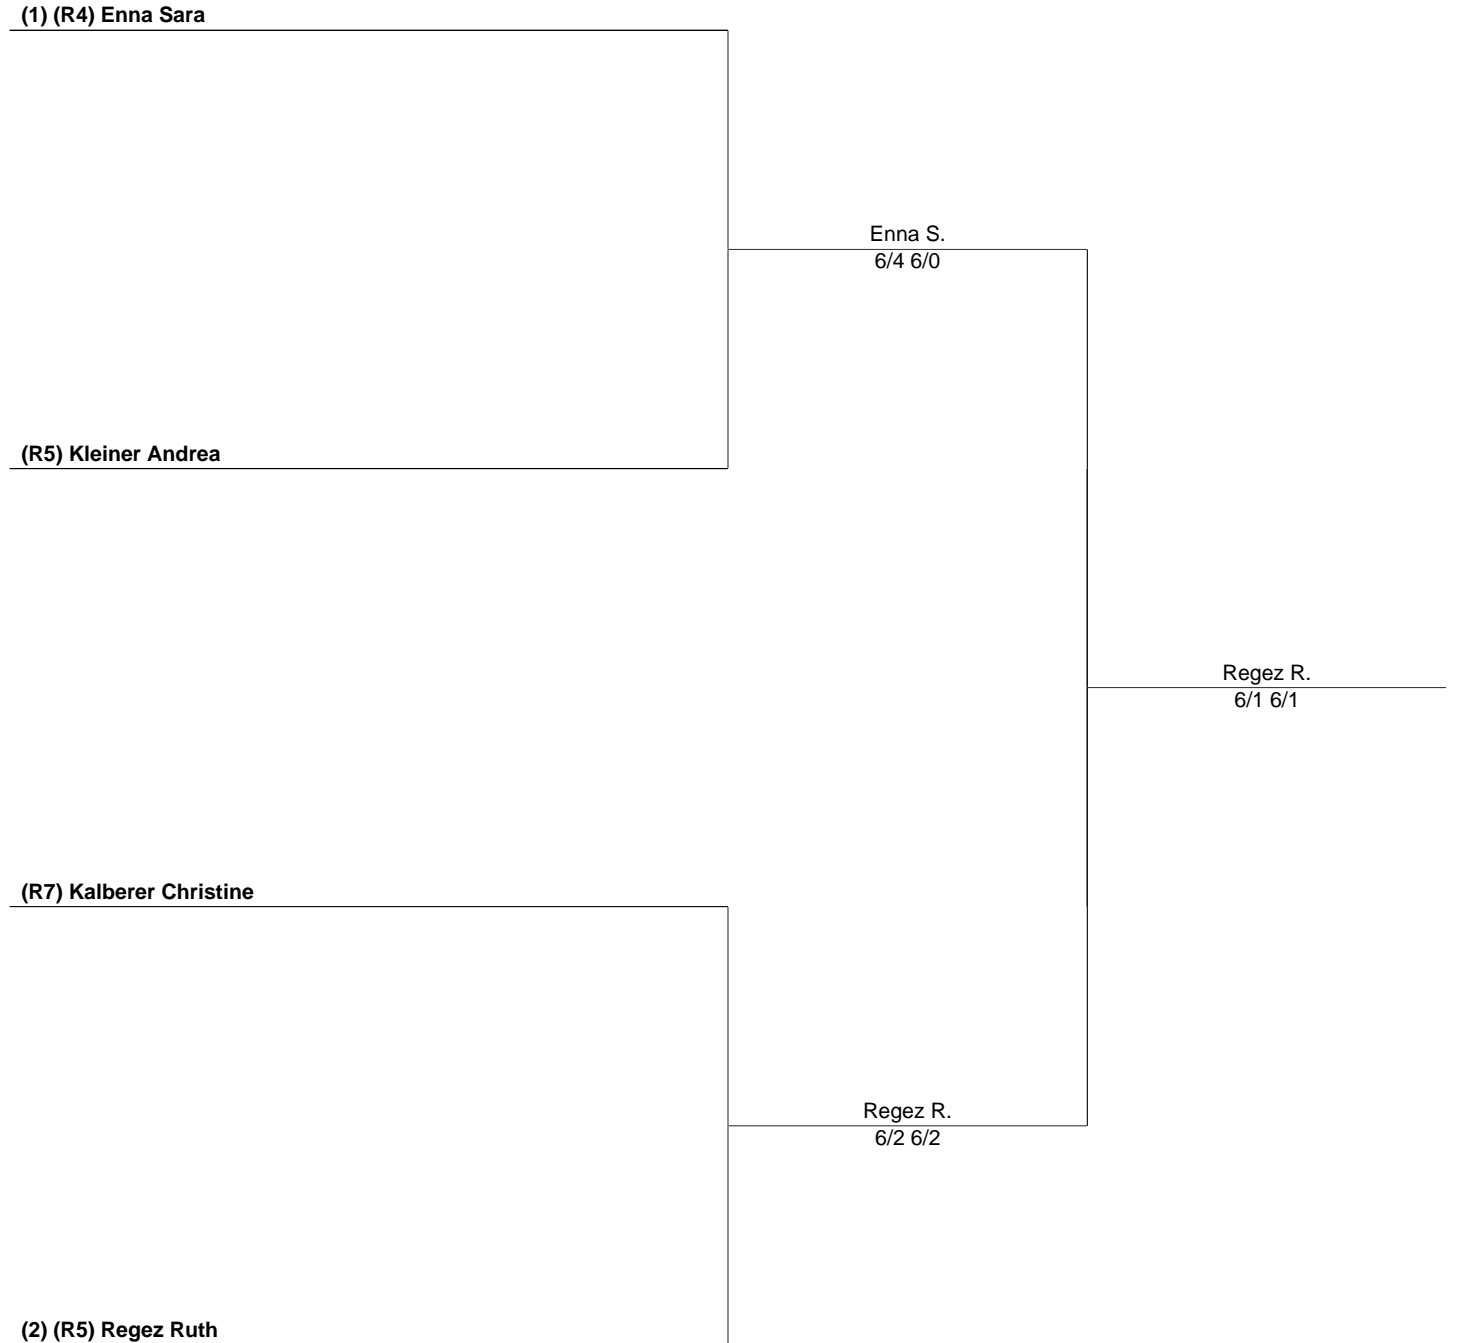 (1) (R4) Enna Sara
Enna S.
6/4 6/0
(R5) Kleiner Andrea
Regez R.
6/1 6/1
(R7) Kalberer Christine
Regez R.
6/2 6/2
(2) (R5) Regez Ruth